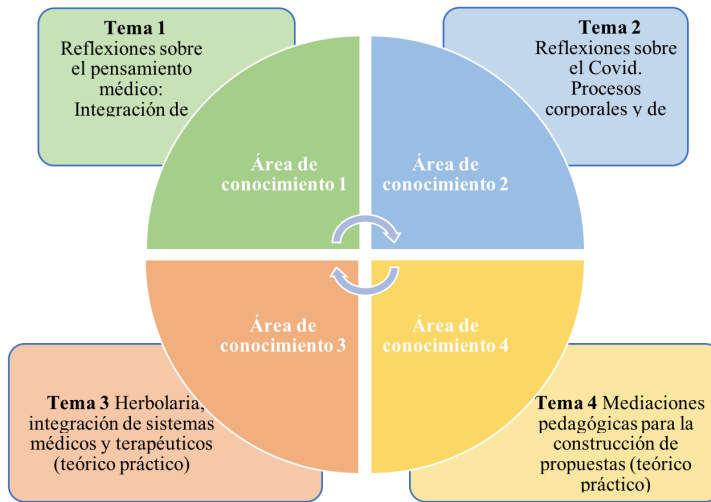 Tema 1
Reflexiones sobre
el pensamiento
médico:
Integración de
Tema 2
Reflexiones sobre
el Covid.
Procesos
corporales y de
Área de
conocimiento 1
Área de
conocimiento 2
Área de
conocimiento 3
Área de
conocimiento 4
Tema 3 Herbolaria,
integración de sistemas
médicos y terapéuticos
(teórico práctico)
Tema 4 Mediaciones
pedagógicas para la
construcción de
propuestas (teórico
práctico)